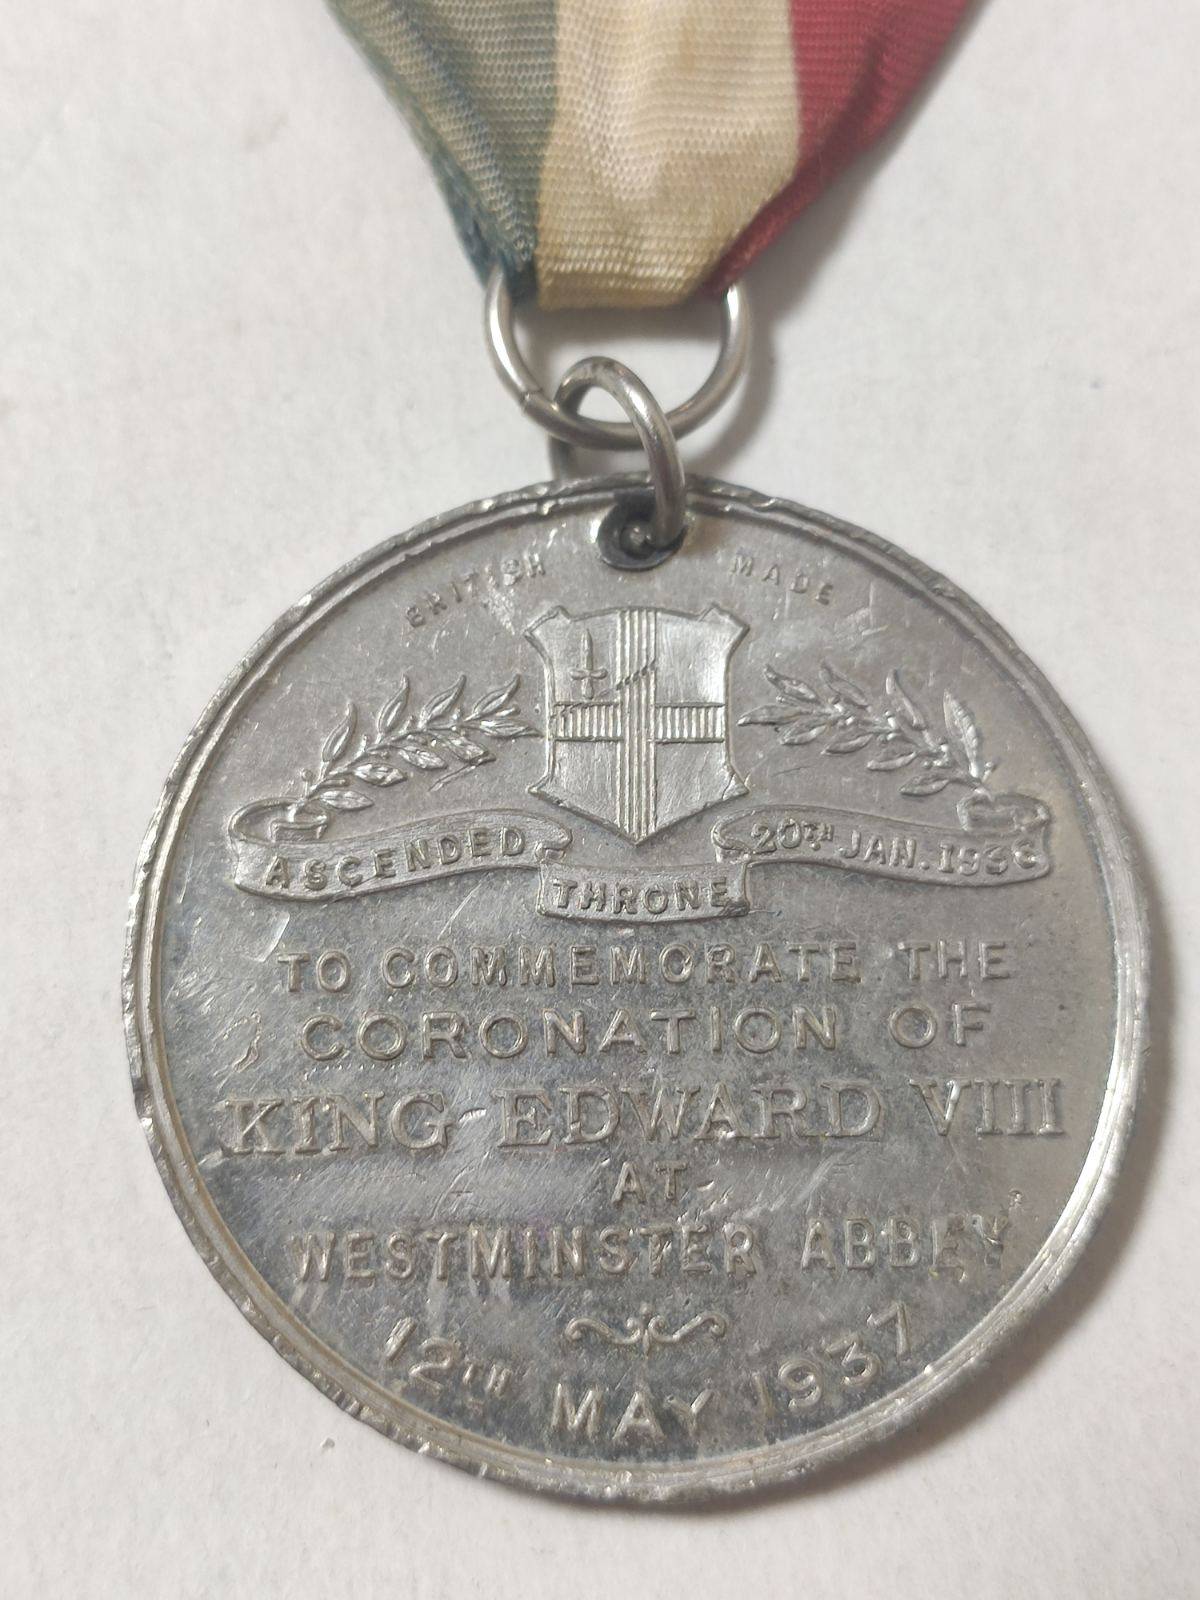 BRITISH MADE
ASCENDED THRONE 20TH JAN. 1936
TO COMMEMORATE THE
CORONATION OF
KING EDWARD VIII
AT
WESTMINSTER ABBEY
12TH MAY 1937